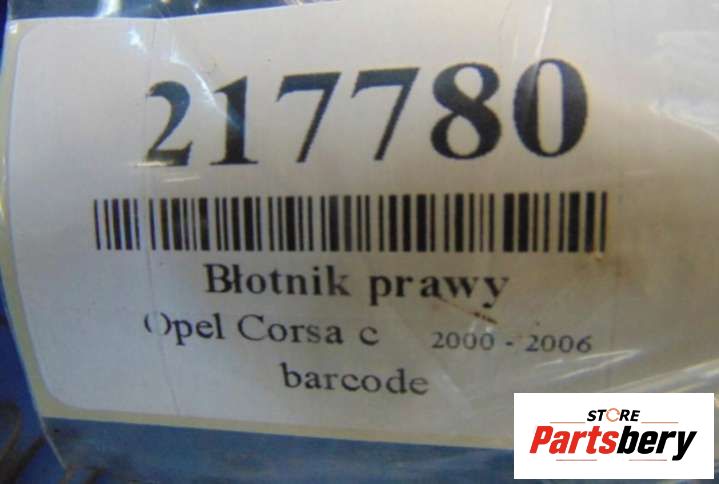 217780
Błotnik prawy
Opel Corsa c 2000 - 2006
barcode
STORE
Partsbery